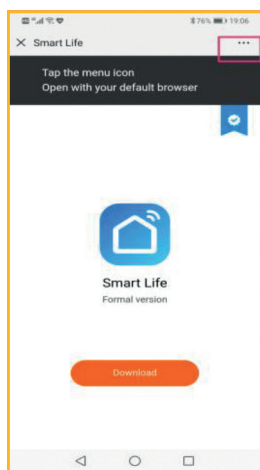 76% 19:06
Smart Life
Tap the menu icon
Open with your default browser
Smart Life
Formal version
Download